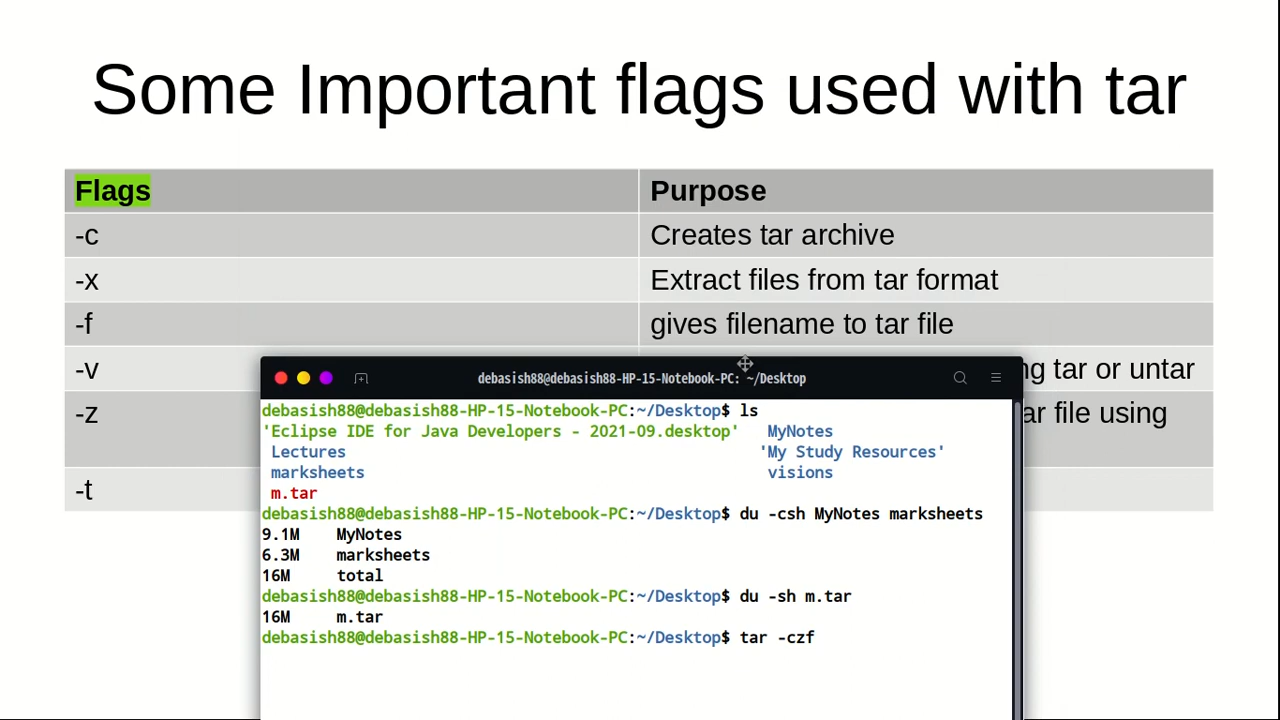 Some Important flags used with tar
Flags Purpose
-c Creates tar archive
-x Extract files from tar format
-f gives filename to tar file
-v ng tar or untar
-z ar file using
-t
debasish88@debasish88-HP-15-Notebook-PC: ~/Desktop
debasish88@debasish88-HP-15-Notebook-PC:~/Desktop$ ls
'Eclipse IDE for Java Developers - 2021-09.desktop' MyNotes
Lectures 'My Study Resources'
marksheets visions
m.tar
debasish88@debasish88-HP-15-Notebook-PC:~/Desktop$ du -csh MyNotes marksheets
9.1M MyNotes
6.3M marksheets
16M total
debasish88@debasish88-HP-15-Notebook-PC:~/Desktop$ du -sh m.tar
16M m.tar
debasish88@debasish88-HP-15-Notebook-PC:~/Desktop$ tar -czf